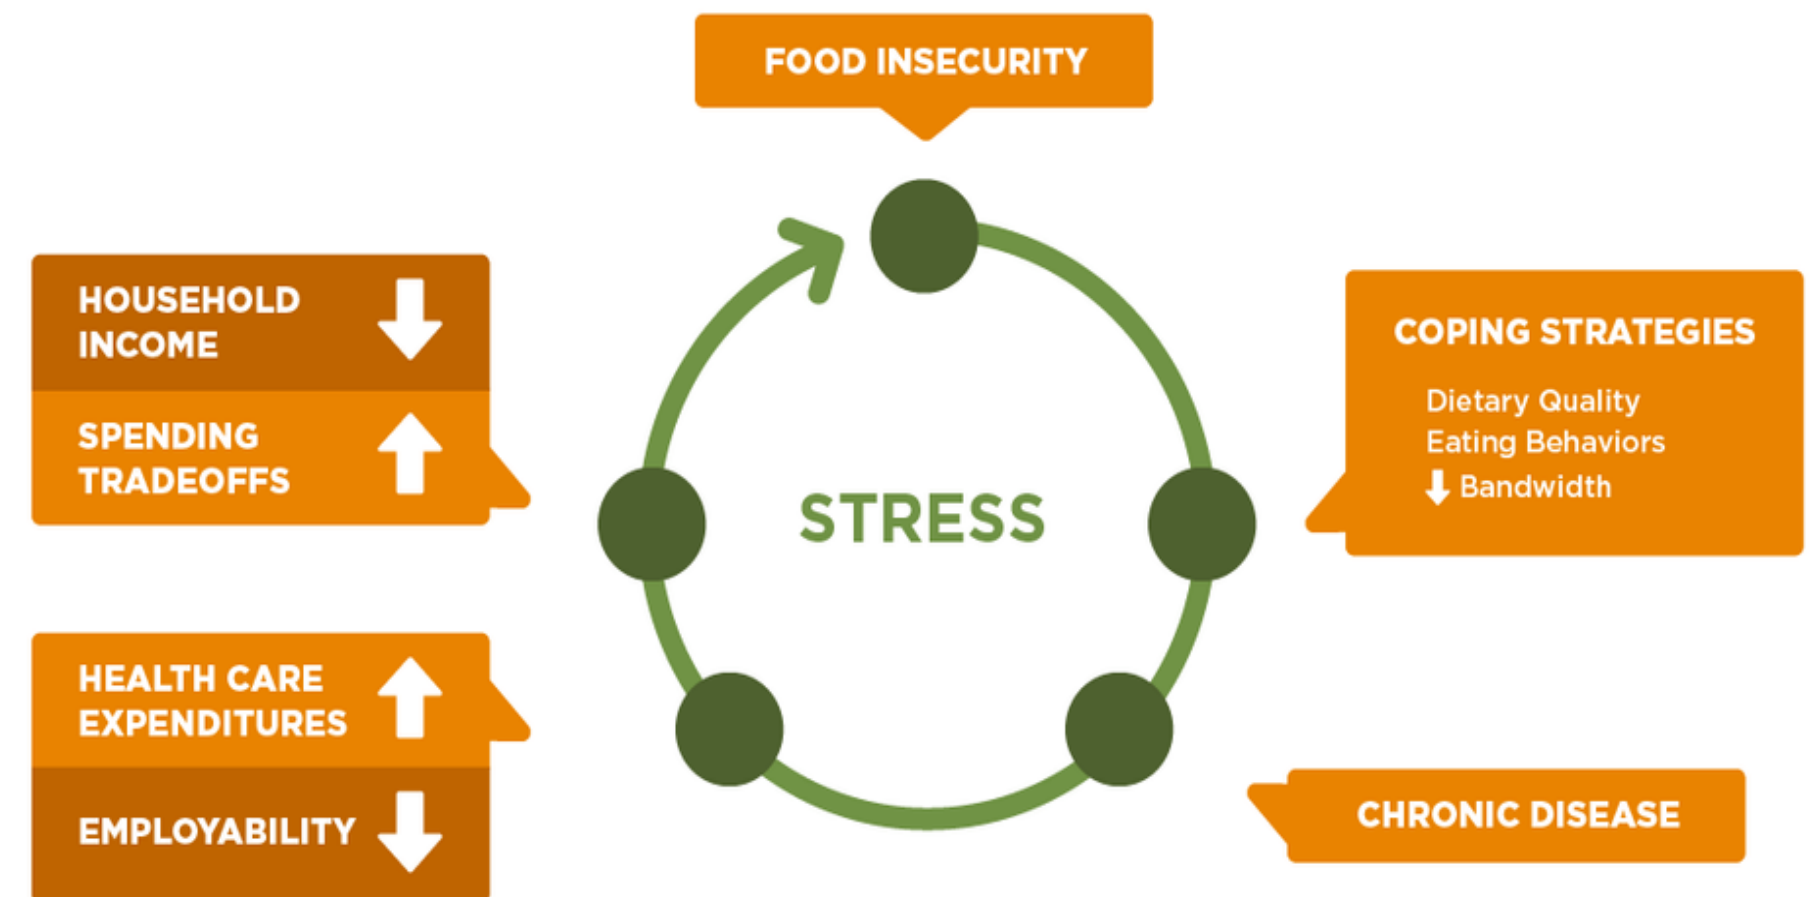 FOOD INSECURITY
COPING STRATEGIES
Dietary Quality
Eating Behaviors
Bandwidth
CHRONIC DISEASE
HEALTH CARE
EXPENDITURES
EMPLOYABILITY
HOUSEHOLD
INCOME
SPENDING
TRADEOFFS
STRESS